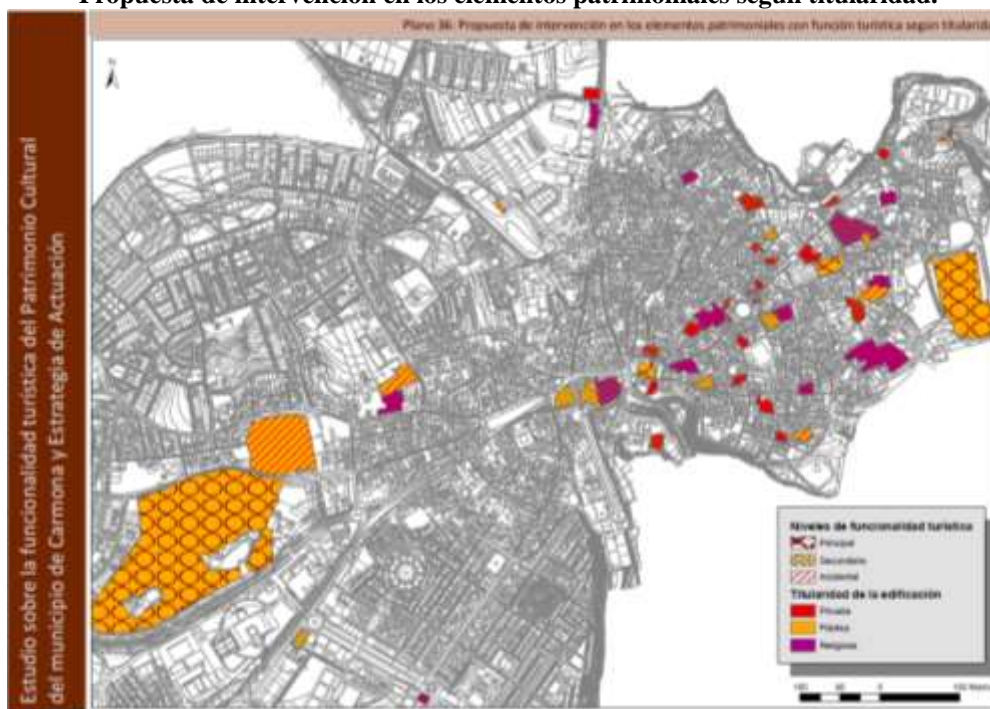 Propuesta de intervención en los elementos patrimoniales según titularidad.
Plano 36: Propuesta de intervención en los elementos patrimoniales con función turística según titularida
Estudio sobre la funcionalidad turística del Patrimonio Cultural
del municipio de Carmona y Estrategia de Actuación
Niveles de funcionalidad turística
Principal
Secundario
Incidental
Titularidad de la edificación
Privada
Pública
Religiosa